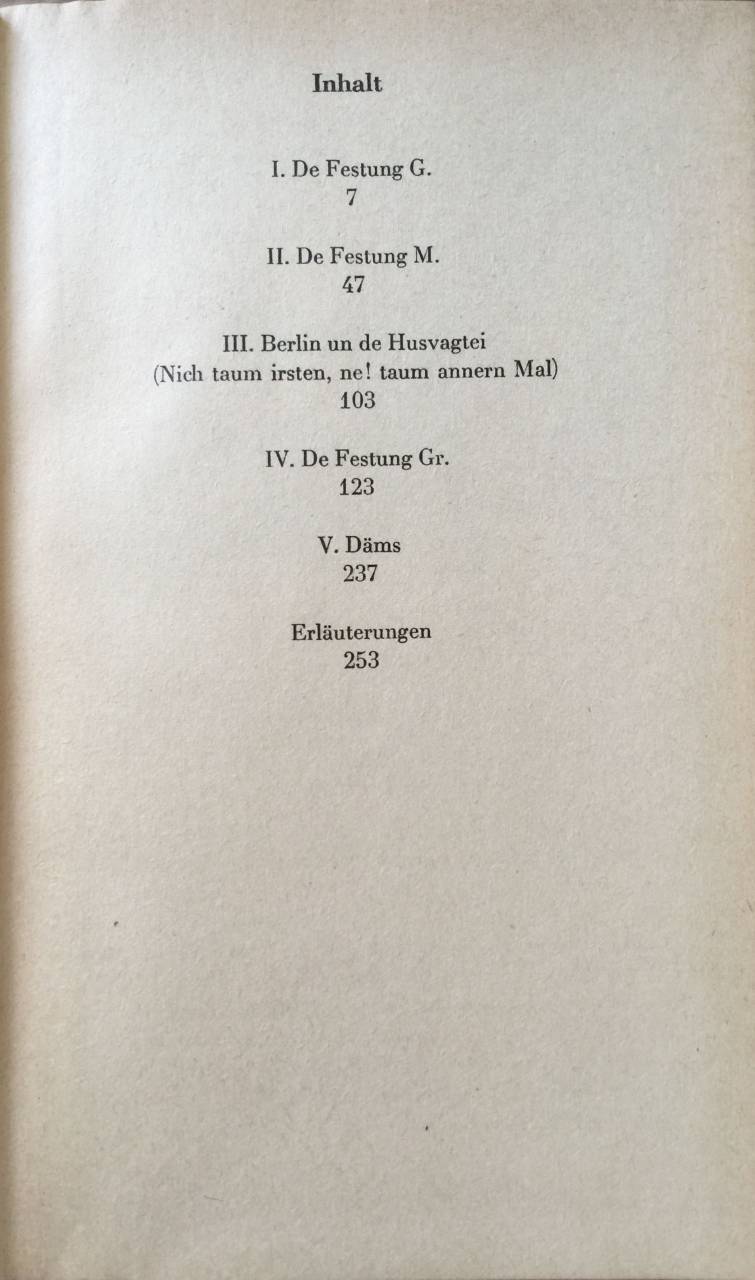 Inhalt
I. De Festung G.
7
II. De Festung M.
47
III. Berlin un de Husvagtei
(Nich taum irsten, ne! taum annern Mal)
103
IV. De Festung Gr.
123
V. Däms
237
Erläuterungen
253